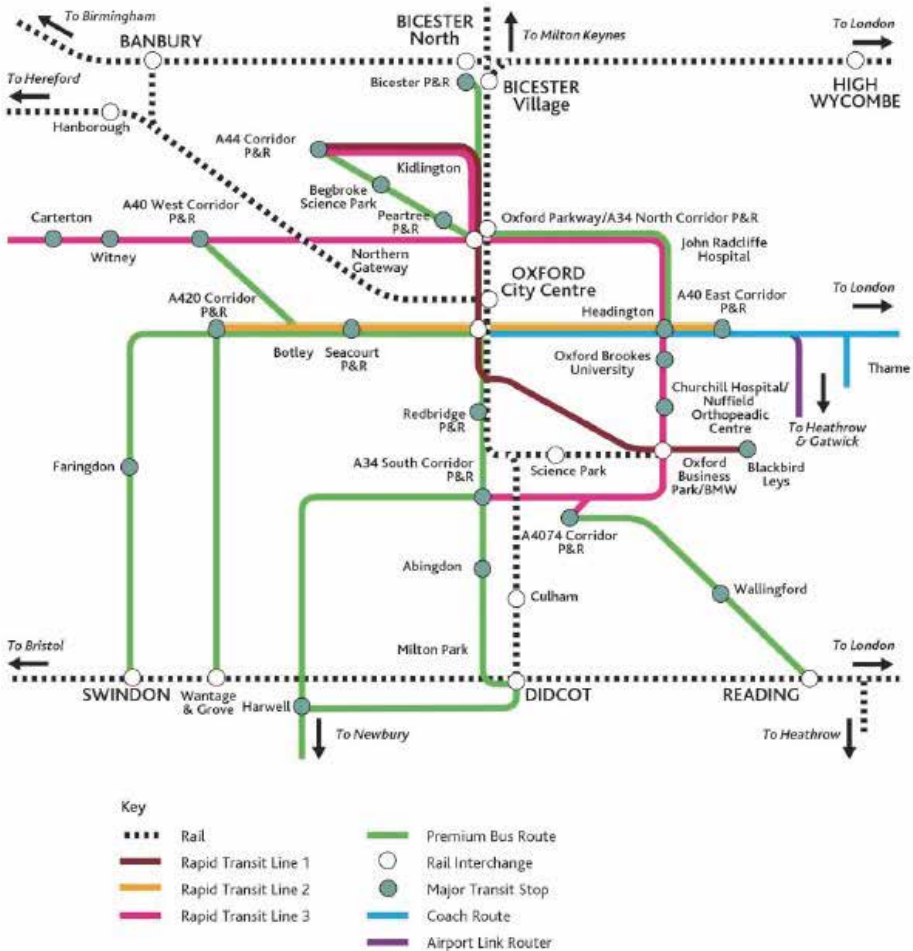 To Birmingham
BANBURY
BICESTER
North
To Milton Keynes
To London
To Hereford
Bicester P&R
BICESTER
Village
HIGH
WYCOMBE
Hanborough
A44 Corridor
P&R
Kidlington
Begbroke
Science Park
Peartree
P&R
Carterton
A40 West Corridor
P&R
Witney
Northern
Gateway
Oxford Parkway/A34 North Corridor P&R
John Radcliffe
Hospital
OXFORD
City Centre
A420 Corridor
P&R
Headington
A40 East Corridor
P&R
To London
Botley
Seacourt
P&R
Oxford Brookes
University
Thame
Redbridge
P&R
Churchill Hospital/
Nuffield
Orthopeadic
Centre
To Heathrow
& Gatwick
Faringdon
A34 South Corridor
P&R
Science Park
Oxford
Business
Park/BMW
Blackbird
Leys
A4074 Corridor
P&R
Abingdon
Culham
Wallingford
To Bristol
Milton Park
To London
SWINDON
Wantage
& Grove
Harwell
DIDCOT
READING
To Newbury
To Heathrow
Key
Rail
Rapid Transit Line 1
Rapid Transit Line 2
Rapid Transit Line 3
Premium Bus Route
Rail Interchange
Major Transit Stop
Coach Route
Airport Link Router